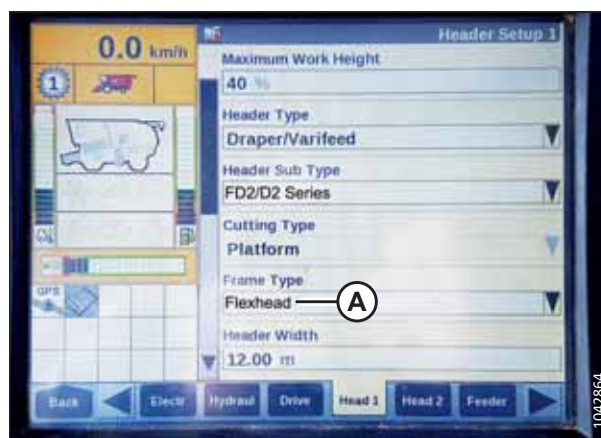 Header Setup 1
0.0 km/h
1
Maximum Work Height
40 %
Header Type
Draper/Varifeed
Header Sub Type
FD2/D2 Series
Cutting Type
Platform
Frame Type
Flexhead
A
Header Width
12.00 m
GPS
Back
Electr
Hydraul
Drive
Head 1
Head 2
Feeder
1042864